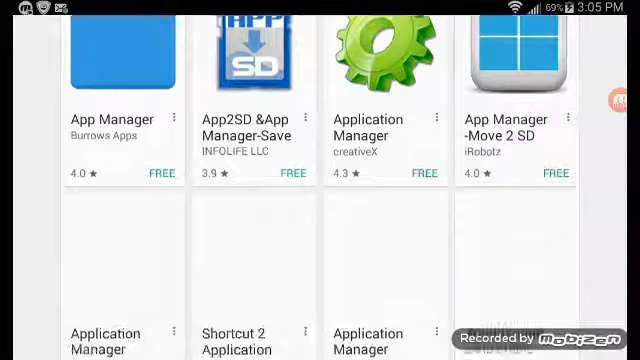 69% 3:05 PM
APP
SD
App Manager
Burrows Apps
4.0 ★ FREE
App2SD &App
Manager-Save
INFOLIFE LLC
3.9 ★ FREE
Application
Manager
creativeX
4.3 ★ FREE
App Manager
-Move 2 SD
iRobotz
4.0 ★ FREE
Application
Manager
Shortcut 2
Application
Application
Manager
Recorded by mobizen